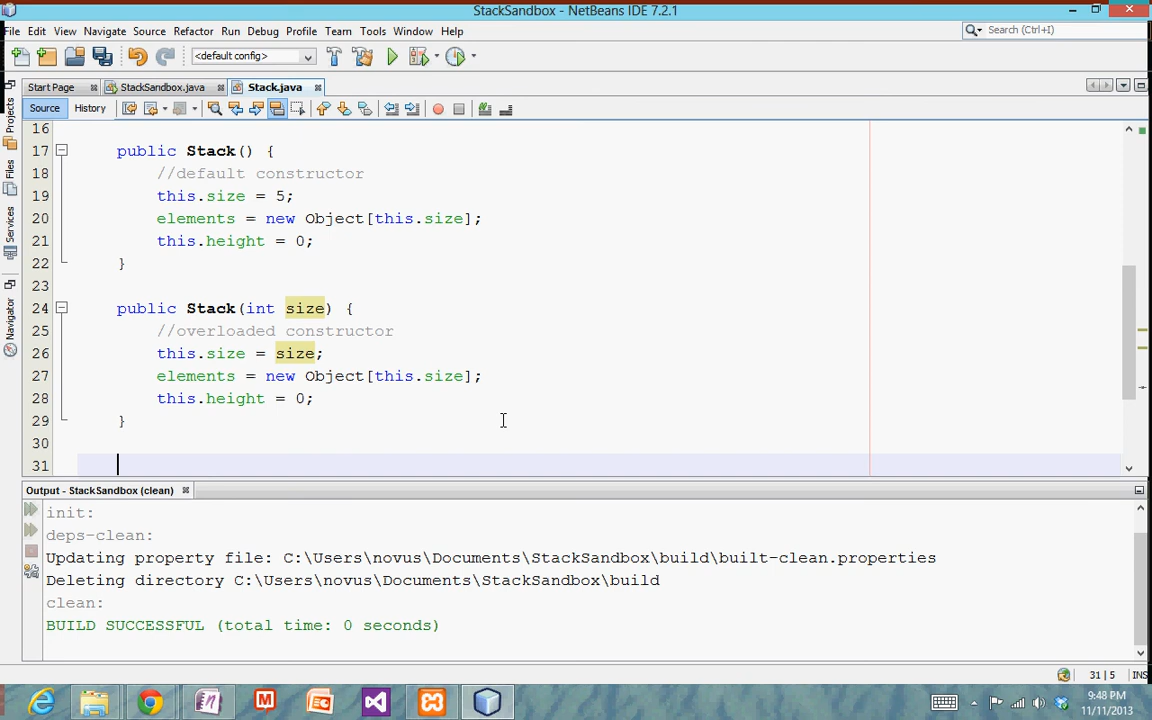 StackSandbox - NetBeans IDE 7.2.1
File Edit View Navigate Source Refactor Run Debug Profile Team Tools Window Help
Search (Ctrl+I)
<default config>
Start Page StackSandbox.java Stack.java
Source History
Projects
Files
Services
Navigator
16
17 public Stack() {
18 //default constructor
19 this.size = 5;
20 elements = new Object[this.size];
21 this.height = 0;
22 }
23
24 public Stack(int size) {
25 //overloaded constructor
26 this.size = size;
27 elements = new Object[this.size];
28 this.height = 0;
29 }
30
31
Output - StackSandbox (clean)
init:
deps-clean:
Updating property file: C:\Users\novus\Documents\StackSandbox\build\built-clean.properties
Deleting directory C:\Users\novus\Documents\StackSandbox\build
clean:
BUILD SUCCESSFUL (total time: 0 seconds)
31 | 5 INS
9:48 PM
11/11/2013